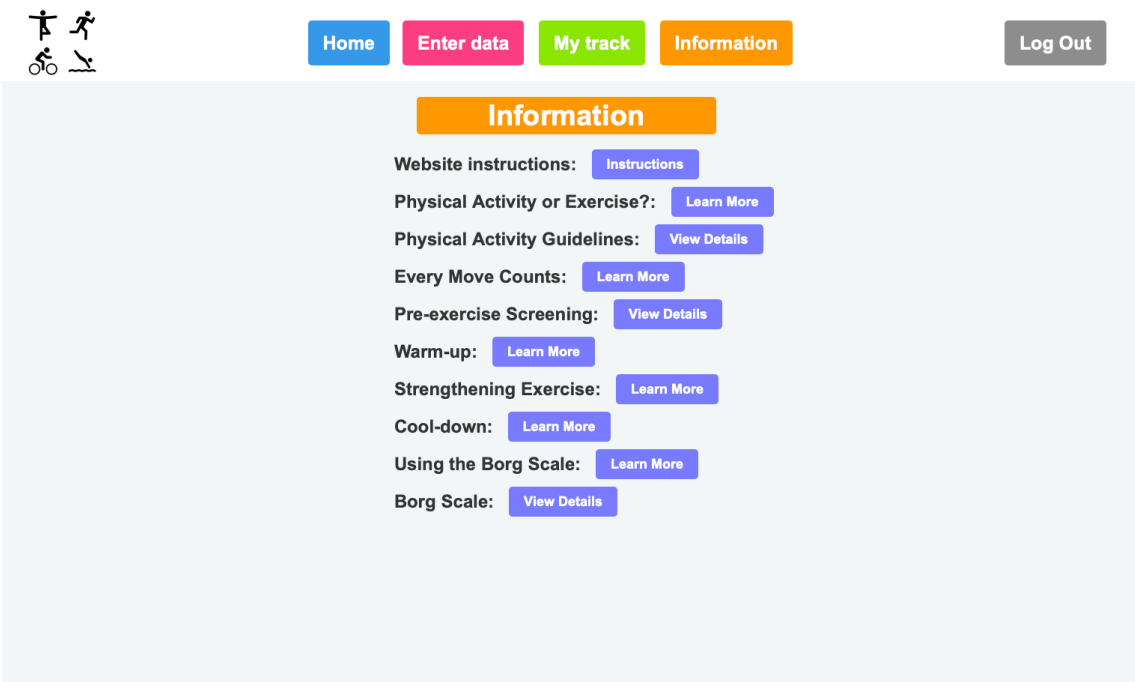 Home Enter data My track Information Log Out
Information
Website instructions: Instructions
Physical Activity or Exercise?: Learn More
Physical Activity Guidelines: View Details
Every Move Counts: Learn More
Pre-exercise Screening: View Details
Warm-up: Learn More
Strengthening Exercise: Learn More
Cool-down: Learn More
Using the Borg Scale: Learn More
Borg Scale: View Details